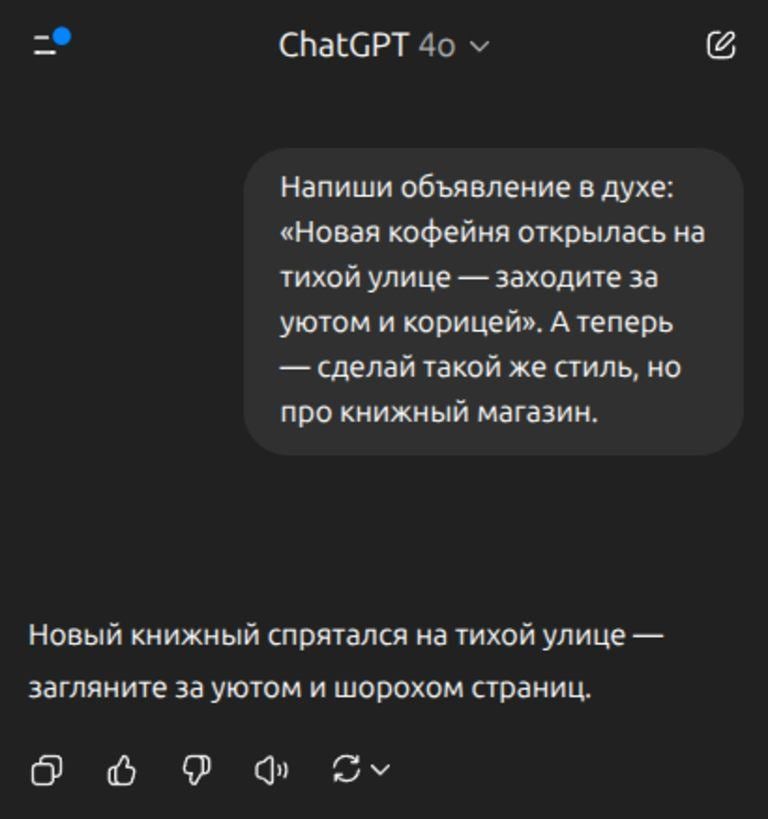 ChatGPT 4o
Напиши объявление в духе:
«Новая кофейня открылась на
тихой улице — заходите за
уютом и корицей». А теперь
— сделай такой же стиль, но
про книжный магазин.
Новый книжный спрятался на тихой улице —
загляните за уютом и шорохом страниц.